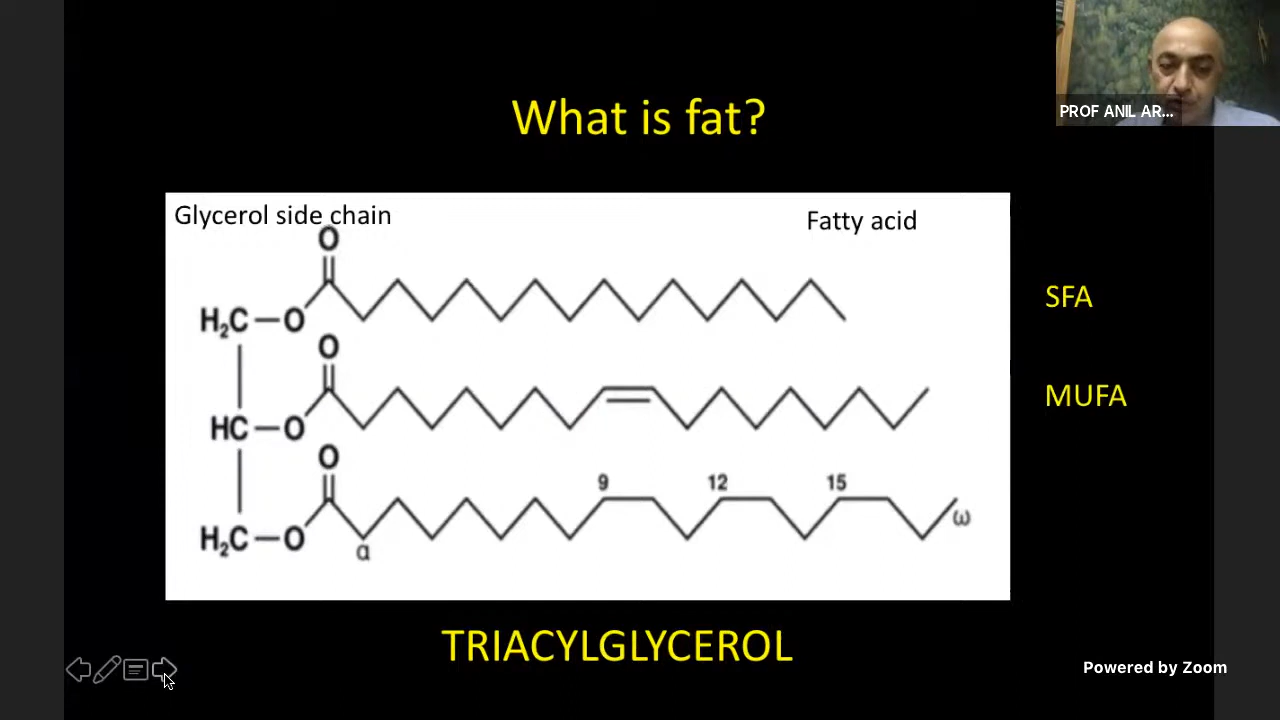 PROF ANIL AR...
What is fat?
Glycerol side chain
Fatty acid
O
H₂C—O
SFA
O
HC—O
MUFA
O
9 12 15
H₂C—O
α
ω
TRIACYLGLYCEROL
Powered by Zoom